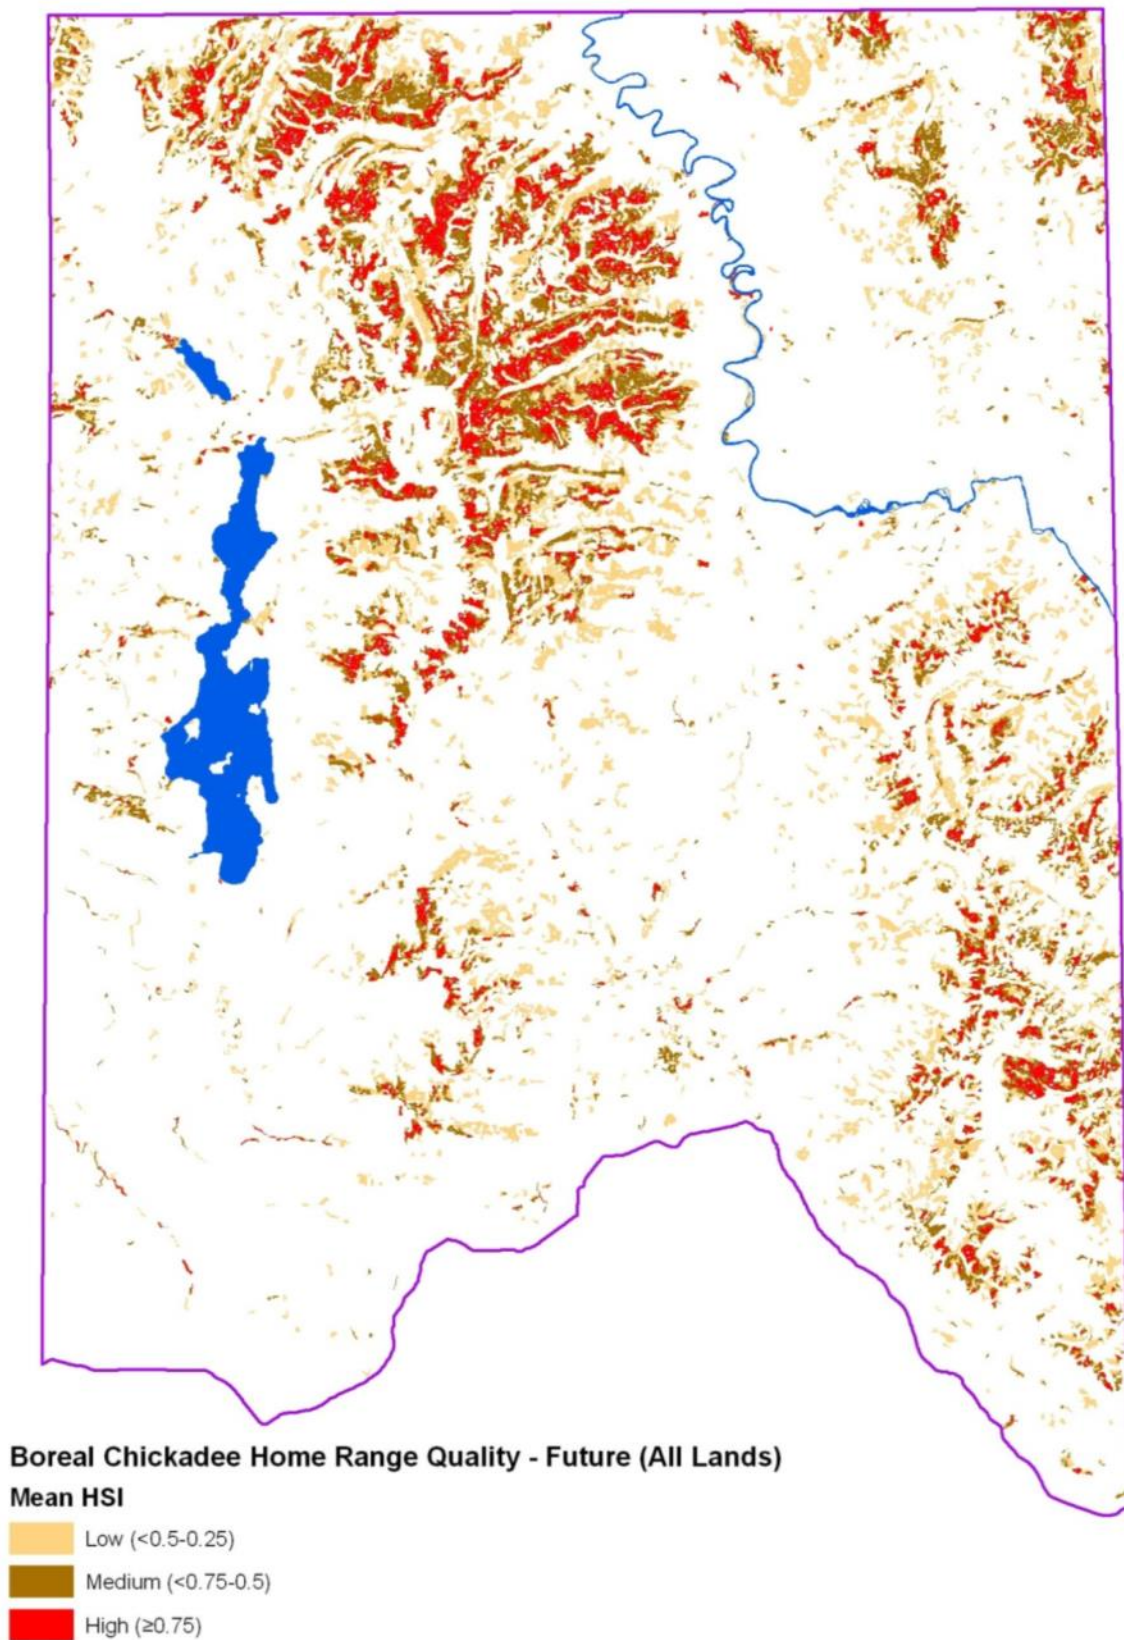 Boreal Chickadee Home Range Quality - Future (All Lands)
Mean HSI
Low (<0.5-0.25)
Medium (<0.75-0.5)
High (≥0.75)